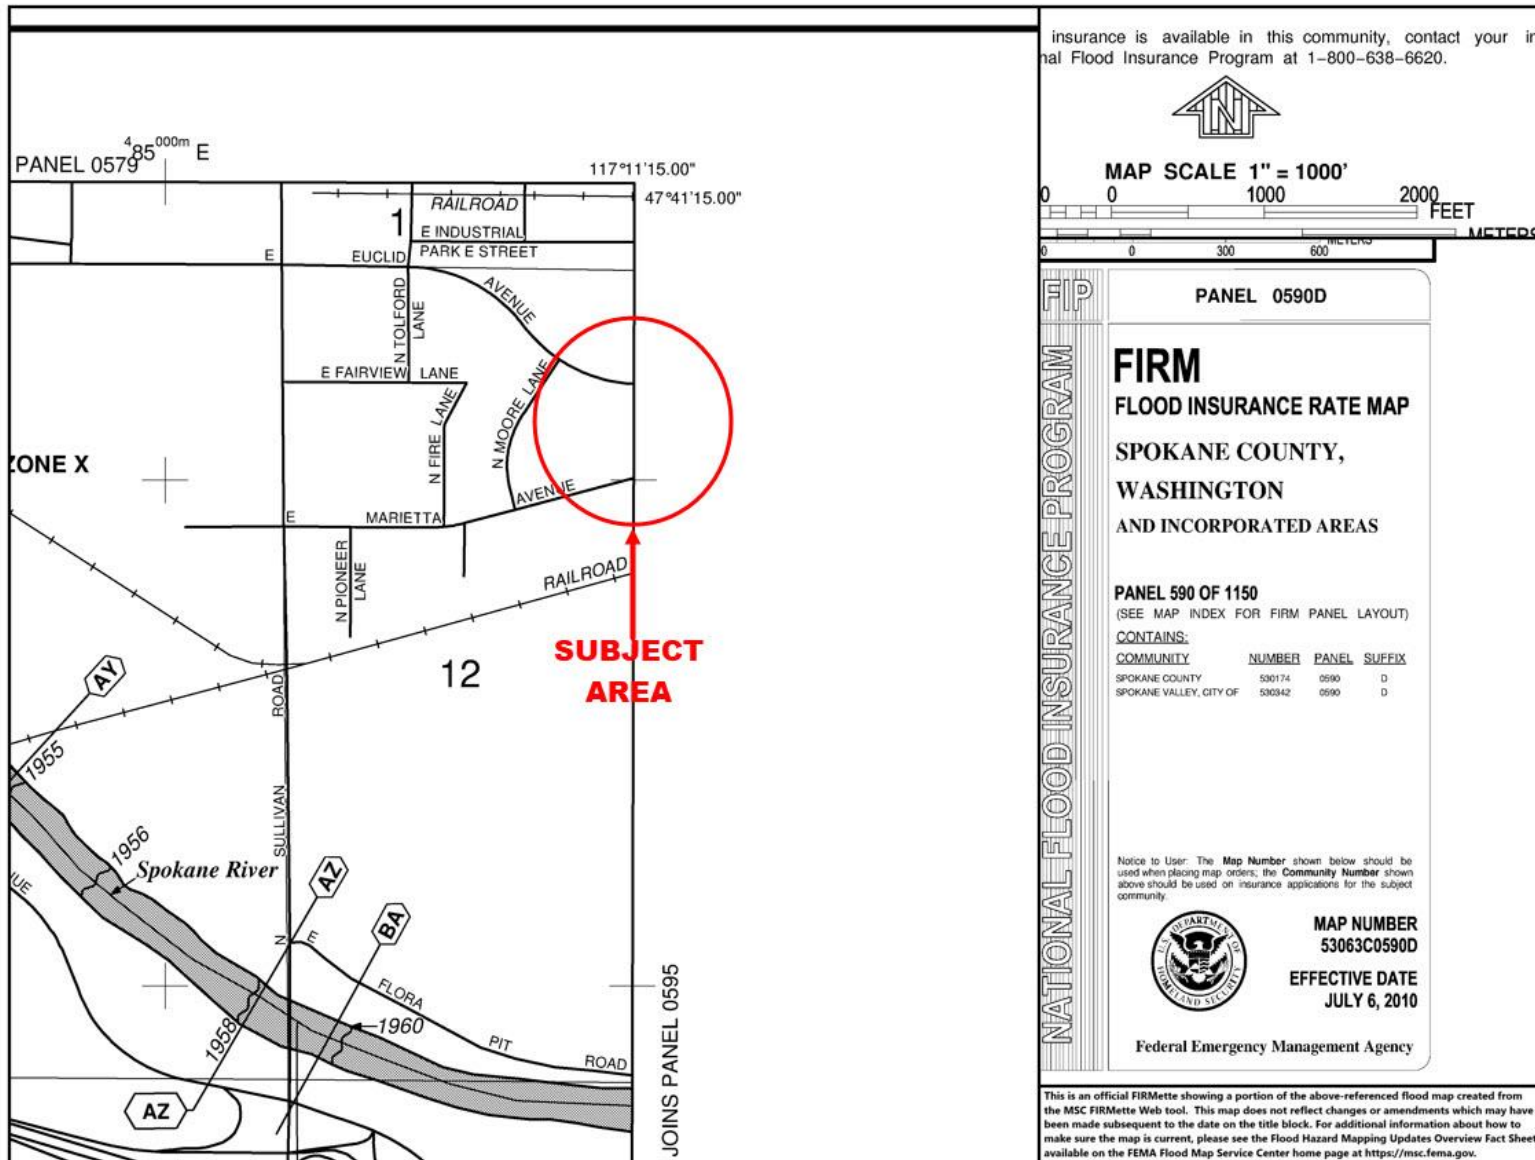 insurance is available in this community, contact your
Flood Insurance Program at 1-800-638-6620.
N
MAP SCALE 1" = 1000'
0 0 1000 2000
FEET
METERS
METERS
0 0 300 600
PANEL 0579
485000m E
117°11'15.00"
47°41'15.00"
RAILROAD
1
E INDUSTRIAL
PARK E STREET
E EUCLID
AVENUE
N TOLFORD
LANE
E FAIRVIEW LANE
N FIRE LANE
N MOORE LANE
ZONE X
AVENUE
E MARIETTA
N PIONEER
LANE
RAILROAD
SUBJECT
AREA
12
AY
1955
1956
Spokane River
N SULLIVAN ROAD
AZ
BA
E FLORA PIT ROAD
1958
1960
AZ
JOINS PANEL 0595
NFIP
NATIONAL FLOOD INSURANCE PROGRAM
PANEL 0590D
FIRM
FLOOD INSURANCE RATE MAP
SPOKANE COUNTY,
WASHINGTON
AND INCORPORATED AREAS
PANEL 590 OF 1150
(SEE MAP INDEX FOR FIRM PANEL LAYOUT)
CONTAINS:
COMMUNITY NUMBER PANEL SUFFIX
SPOKANE COUNTY 530174 0590 D
SPOKANE VALLEY, CITY OF 530342 0590 D
Notice to User: The Map Number shown below should be
used when placing map orders; the Community Number shown
above should be used on insurance applications for the subject
community.
U.S. DEPARTMENT OF
HOMELAND SECURITY
MAP NUMBER
53063C0590D
EFFECTIVE DATE
JULY 6, 2010
Federal Emergency Management Agency
This is an official FIRMette showing a portion of the above-referenced flood map created from
the MSC FIRMette Web tool. This map does not reflect changes or amendments which may have
been made subsequent to the date on the title block. For additional information about how to
make sure the map is current, please see the Flood Hazard Mapping Updates Overview Fact Sheet
available on the FEMA Flood Map Service Center home page at https://msc.fema.gov.